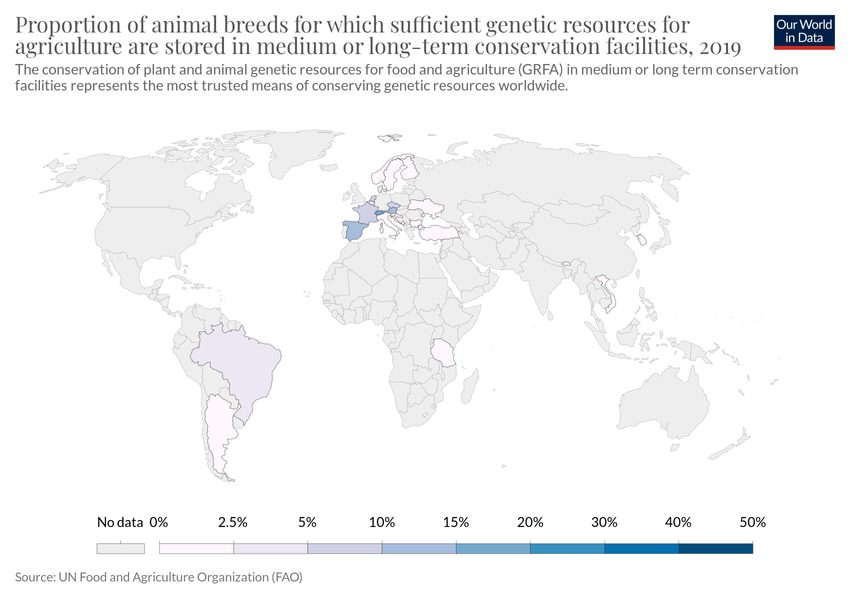 Proportion of animal breeds for which sufficient genetic resources for
agriculture are stored in medium or long-term conservation facilities, 2019
Our World
in Data
The conservation of plant and animal genetic resources for food and agriculture (GRFA) in medium or long term conservation
facilities represents the most trusted means of conserving genetic resources worldwide.
No data 0% 2.5% 5% 10% 15% 20% 30% 40% 50%
Source: UN Food and Agriculture Organization (FAO)